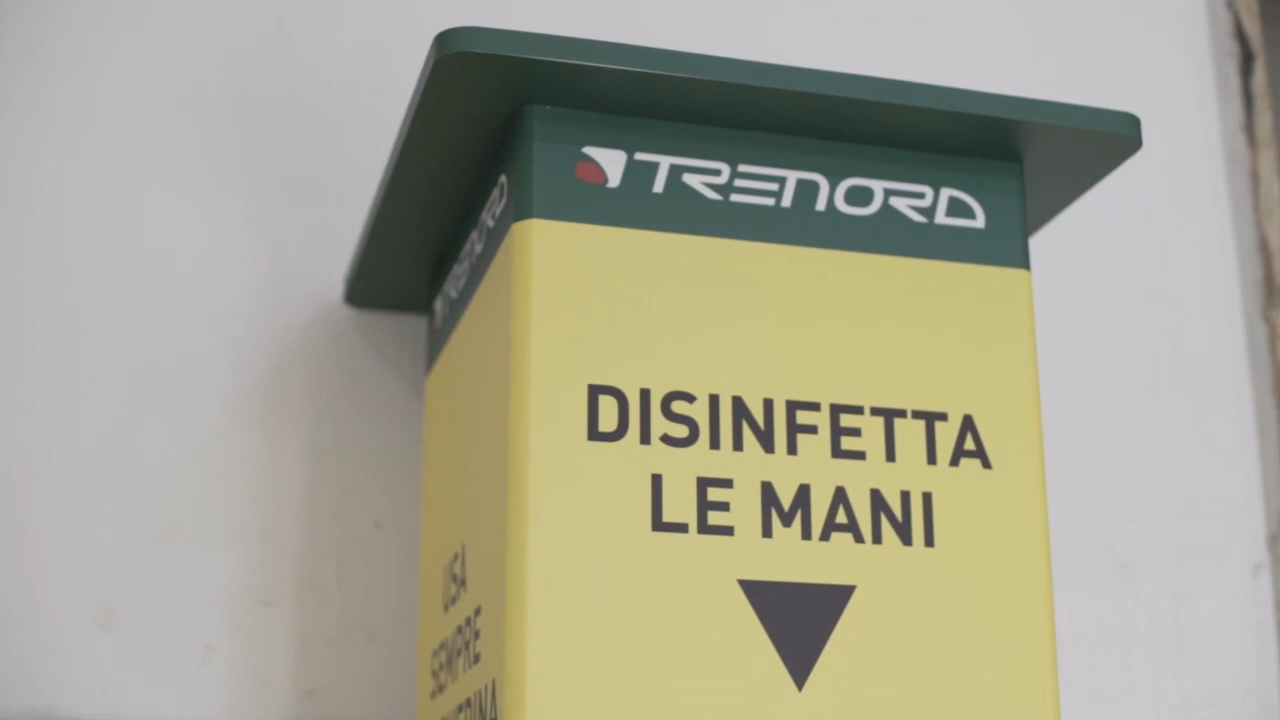 TRENORD
DISINFETTA
LE MANI
TRENORD
USA
SEMPRE